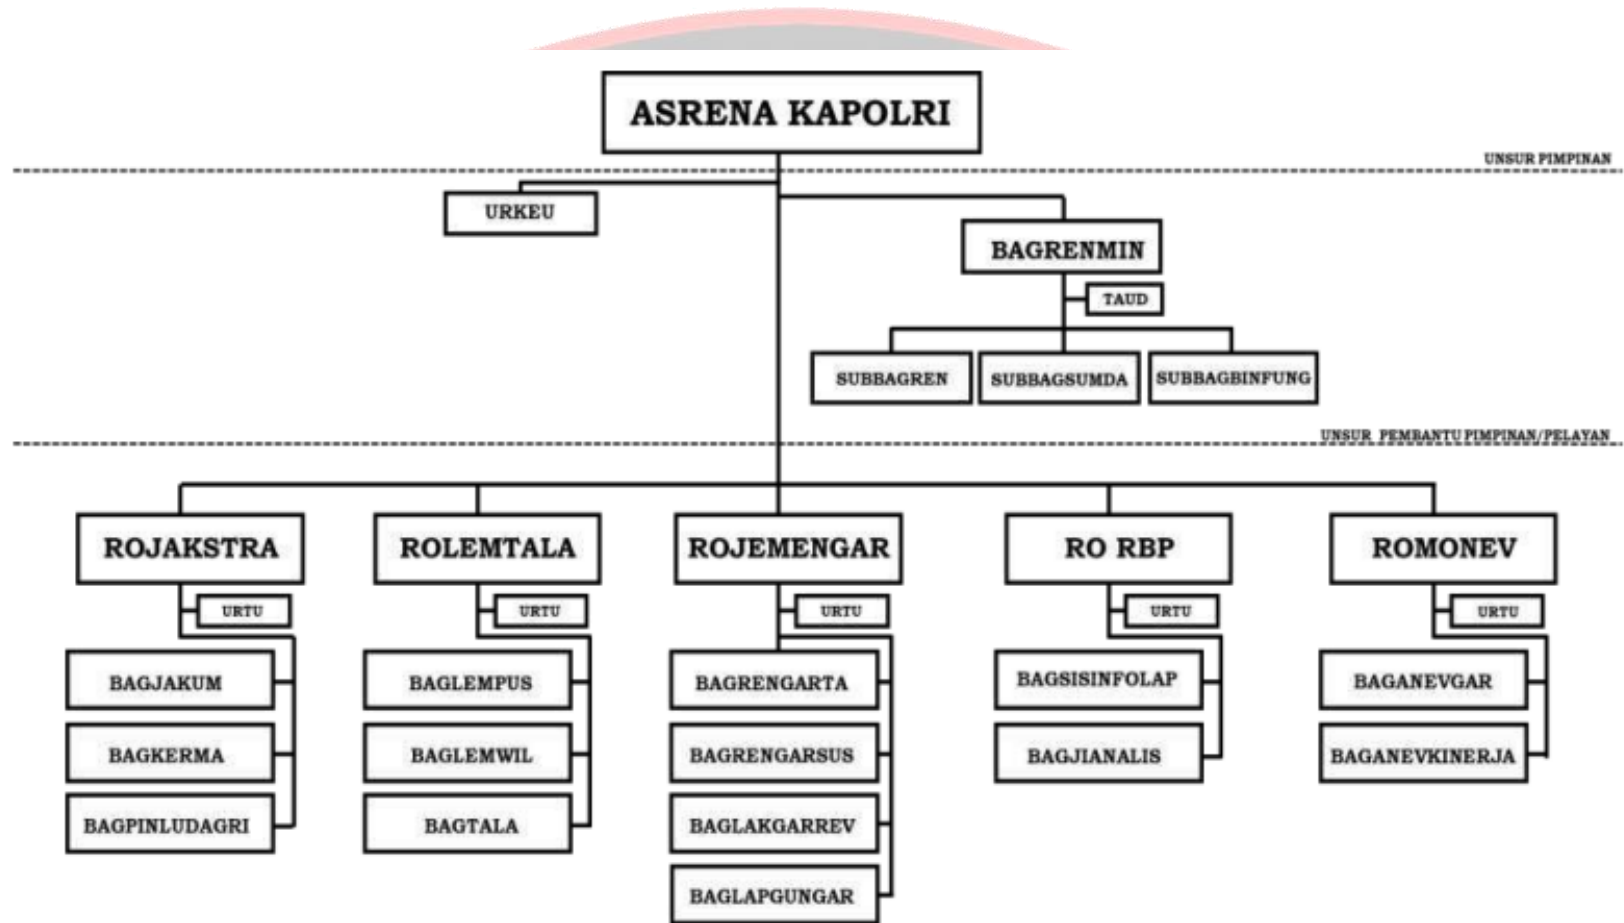 ASRENA KAPOLRI
UNSUR PIMPINAN
URKEU
BAGRENMIN
TAUD
SUBBAGREN
SUBBAGSUMDA
SUBBAGBINFUNG
UNSUR PEMBANTU PIMPINAN/PELAYAN
ROJAKSTRA
URTU
BAGJAKUM
BAGKERMA
BAGPINLUDAGRI
ROLEMTALA
URTU
BAGLEMPUS
BAGLEMWIL
BAGTALA
ROJEMENGAR
URTU
BAGRENGARTA
BAGRENGARSUS
BAGLAKGARREV
BAGLAPGUNGAR
RO RBP
URTU
BAGSISINFOLAP
BAGJIANALIS
ROMONEV
URTU
BAGANEVGAR
BAGANEVKINERJA